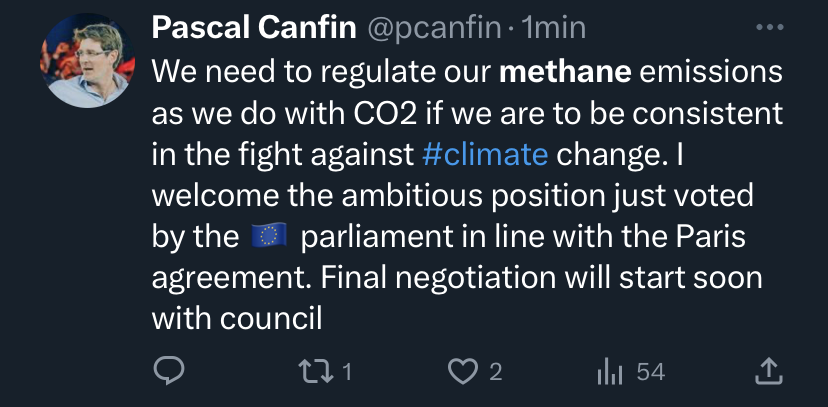 Pascal Canfin @pcanfin · 1min
We need to regulate our methane emissions
as we do with CO2 if we are to be consistent
in the fight against #climate change. I
welcome the ambitious position just voted
by the 🇪🇺 parliament in line with the Paris
agreement. Final negotiation will start soon
with council
1 2 54